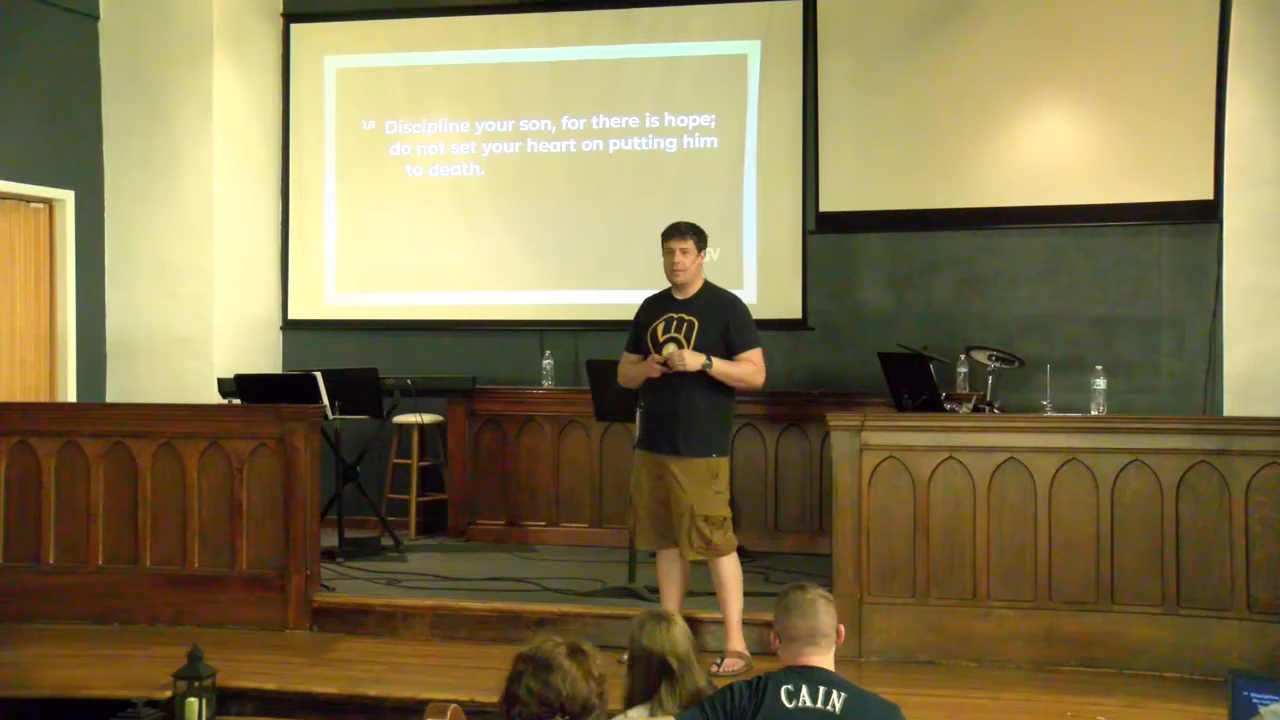 18 Discipline your son, for there is hope;
do not set your heart on putting him
to death.
SV
CAIN